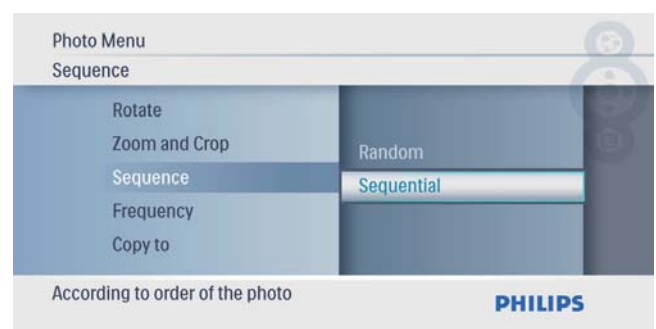 Photo Menu
Sequence
Rotate
Zoom and Crop
Sequence
Frequency
Copy to
Random
Sequential
According to order of the photo
PHILIPS